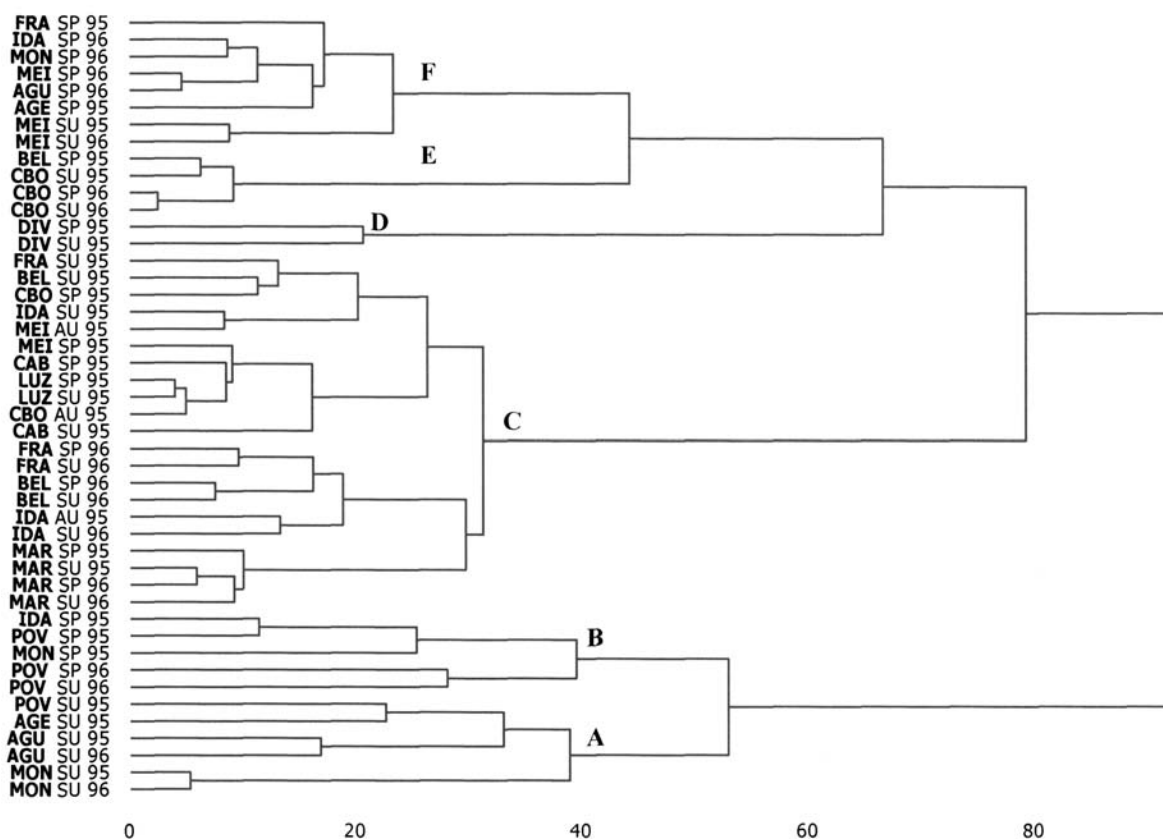 FRA SP 95
IDA SP 96
MON SP 96
MEI SP 96
F
AGU SP 96
AGE SP 95
MEI SU 95
MEI SU 96
E
BEL SP 95
CBO SU 95
CBO SP 96
CBO SU 96
DIV SP 95
D
DIV SU 95
FRA SU 95
BEL SU 95
CBO SP 95
IDA SU 95
MEI AU 95
MEI SP 95
CAB SP 95
LUZ SP 95
LUZ SU 95
CBO AU 95
C
CAB SU 95
FRA SP 96
FRA SU 96
BEL SP 96
BEL SU 96
IDA AU 95
IDA SU 96
MAR SP 95
MAR SU 95
MAR SP 96
MAR SU 96
IDA SP 95
POV SP 95
B
MON SP 95
POV SP 96
POV SU 96
POV SU 95
AGE SU 95
AGU SU 95
A
AGU SU 96
MON SU 95
MON SU 96
0 20 40 60 80